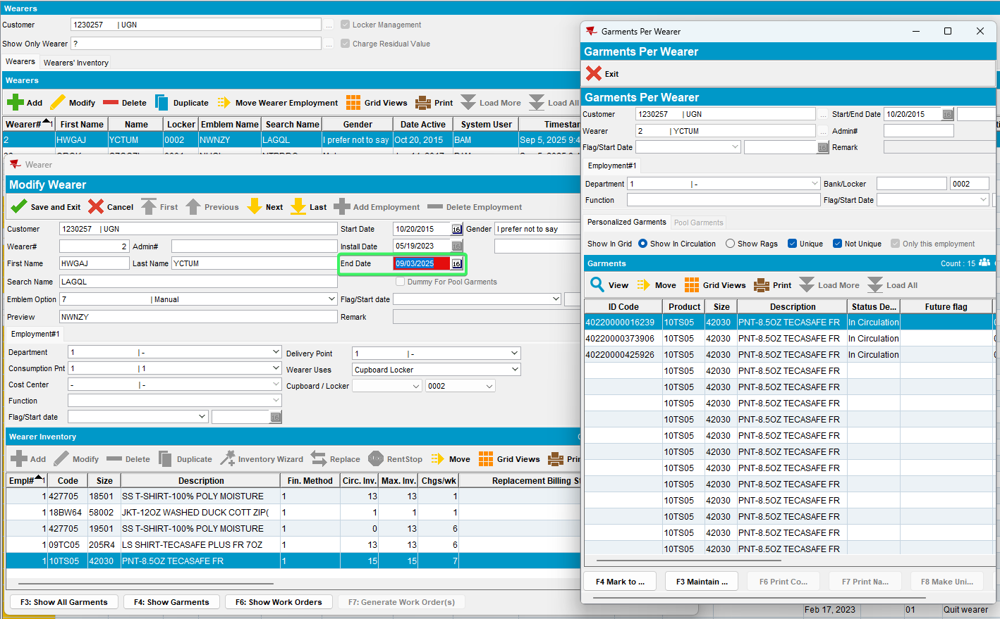 Wearers
Customer 1230257 | UGN ... Locker Management
Show Only Wearer ? ... Charge Residual Value
Wearers Wearers' Inventory
Wearers
Add Modify Delete Duplicate Move Wearer Employment Grid Views Print Load More Load All
Wearer# 1 First Name Name Locker Emblem Name Search Name Gender Date Active System User Timestam
2 HWGAJ YCTUM 0002 NWNZY LAGQL I prefer not to say Oct 20, 2015 BAM Sep 5, 2025 9:4
Wearer
Modify Wearer
Save and Exit Cancel First Previous Next Last Add Employment Delete Employment
Customer 1230257 | UGN Start Date 10/20/2015 16 Gender I prefer not to say
Wearer# 2 Admin# Install Date 05/19/2023 16
First Name HWGAJ Last Name YCTUM End Date 09/03/2025 16
Search Name LAGQL Dummy For Pool Garments
Emblem Option 7 | Manual Flag/Start date
Preview NWNZY Remark
Employment#1
Department 1 | - Delivery Point 1 | -
Consumption Pnt 1 | 1 Wearer Uses Cupboard Locker
Cost Center - | - Cupboard / Locker 0002
Function
Flag/Start date 16
Wearer Inventory
Add Modify Delete Duplicate Inventory Wizard Replace RentStop Move Grid Views Prin
Empl# 1 Code Size Description Fin. Method Circ. Inv. Max. Inv. Chgs/wk Replacement Billing St
1 427705 18501 SS T-SHIRT-100% POLY MOISTURE 1 13 13 1
1 18BW64 58002 JKT-12OZ WASHED DUCK COTT ZIP( 1 1 1 1
1 427705 19501 SS T-SHIRT-100% POLY MOISTURE 1 0 13 6
1 09TC05 205R4 LS SHIRT-TECASAFE PLUS FR 7OZ 1 13 13 6
1 10TS05 42030 PNT-8.5OZ TECASAFE FR 1 15 15 7
F3: Show All Garments F4: Show Garments F6: Show Work Orders F7: Generate Work Order(s)
Garments Per Wearer
Garments Per Wearer
Exit
Garments Per Wearer
Customer 1230257 | UGN ... Start/End Date 10/20/2015 16
Wearer 2 | YCTUM ... Admin#
Flag/Start Date 16 Remark
Employment#1
Department 1 | - Bank/Locker 0002
Function Flag/Start Date
Personalized Garments Pool Garments
Show In Grid Show In Circulation Show Rags Unique Not Unique Only this employment
Garments Count : 15
View Move Grid Views Print Load More Load All
ID Code Product Size Description Status De... Future flag
40220000016239 10TS05 42030 PNT-8.5OZ TECASAFE FR In Circulation
40220000373906 10TS05 42030 PNT-8.5OZ TECASAFE FR In Circulation
40220000425926 10TS05 42030 PNT-8.5OZ TECASAFE FR In Circulation
10TS05 42030 PNT-8.5OZ TECASAFE FR
10TS05 42030 PNT-8.5OZ TECASAFE FR
10TS05 42030 PNT-8.5OZ TECASAFE FR
10TS05 42030 PNT-8.5OZ TECASAFE FR
10TS05 42030 PNT-8.5OZ TECASAFE FR
10TS05 42030 PNT-8.5OZ TECASAFE FR
10TS05 42030 PNT-8.5OZ TECASAFE FR
10TS05 42030 PNT-8.5OZ TECASAFE FR
10TS05 42030 PNT-8.5OZ TECASAFE FR
10TS05 42030 PNT-8.5OZ TECASAFE FR
10TS05 42030 PNT-8.5OZ TECASAFE FR
10TS05 42030 PNT-8.5OZ TECASAFE FR
F4 Mark to ... F3 Maintain ... F6 Print Co... F7 Print Na... F8 Make Uni...
Feb 17, 2023 01 Quit wearer